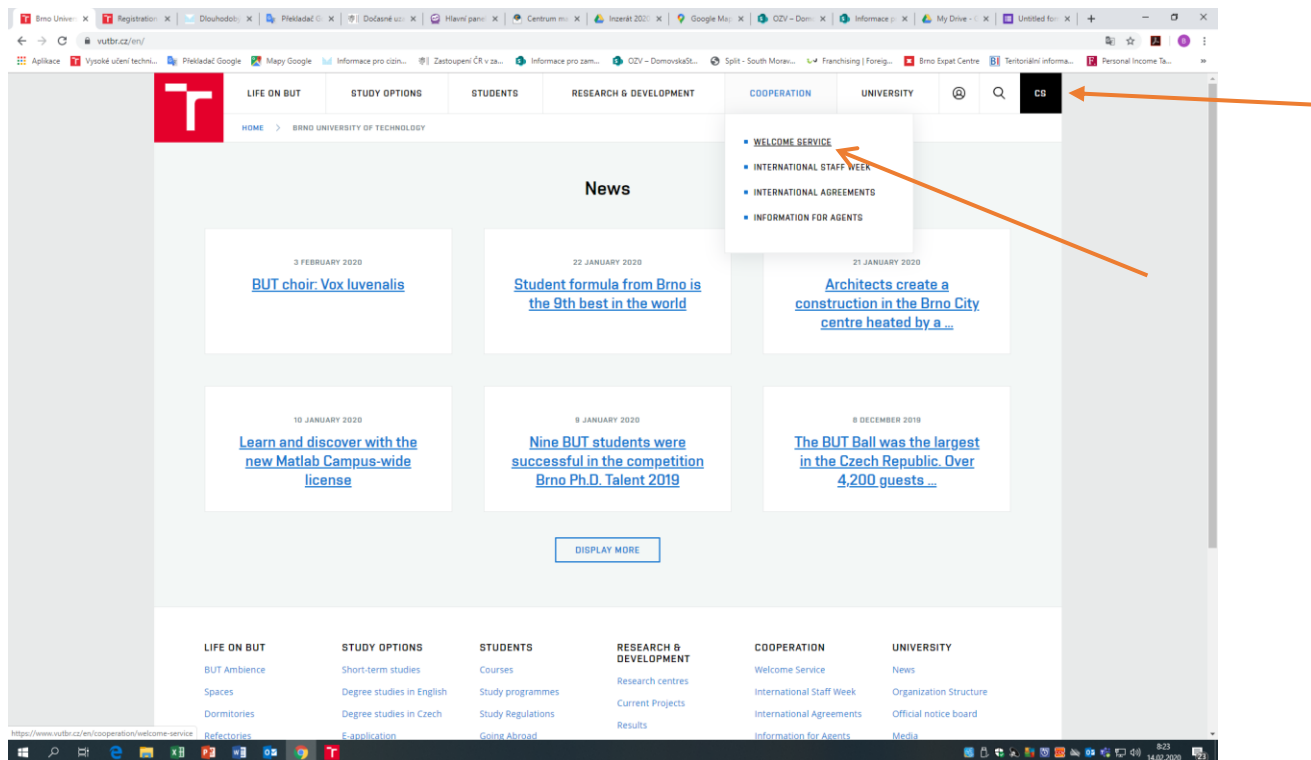 Brno Univer
Registration
Dlouhodob
Překladač G
Dočasné uz
Hlavní pane
Centrum m
Inzerát 202
Google Map
OZV – Dom
Informace p
My Drive - G
Untitled for
vutbr.cz/en/
Aplikace
Vysoké učení techni...
Překladač Google
Mapy Google
Informace pro cizin...
Zastoupení ČR v za...
Informace pro zam...
OZV – DomovskaSt...
Split - South Morav...
Franchising | Foreig...
Brno Expat Centre
Teritoriální informa...
Personal Income Ta...
LIFE ON BUT
STUDY OPTIONS
STUDENTS
RESEARCH & DEVELOPMENT
COOPERATION
UNIVERSITY
CS
HOME > BRNO UNIVERSITY OF TECHNOLOGY
WELCOME SERVICE
INTERNATIONAL STAFF WEEK
INTERNATIONAL AGREEMENTS
INFORMATION FOR AGENTS
News
3 FEBRUARY 2020
BUT choir: Vox Iuvenalis
22 JANUARY 2020
Student formula from Brno is
the 9th best in the world
21 JANUARY 2020
Architects create a
construction in the Brno City
centre heated by a ...
10 JANUARY 2020
Learn and discover with the
new Matlab Campus-wide
license
9 JANUARY 2020
Nine BUT students were
successful in the competition
Brno Ph.D. Talent 2019
8 DECEMBER 2019
The BUT Ball was the largest
in the Czech Republic. Over
4,200 guests ...
DISPLAY MORE
LIFE ON BUT
BUT Ambience
Spaces
Dormitories
Refectories
STUDY OPTIONS
Short-term studies
Degree studies in English
Degree studies in Czech
E-application
STUDENTS
Courses
Study programmes
Study Regulations
Going Abroad
RESEARCH &
DEVELOPMENT
Research centres
Current Projects
Results
COOPERATION
Welcome Service
International Staff Week
International Agreements
Information for Agents
UNIVERSITY
News
Organization Structure
Official notice board
Media
https://www.vutbr.cz/en/cooperation/welcome-service
8:23
14.02.2020